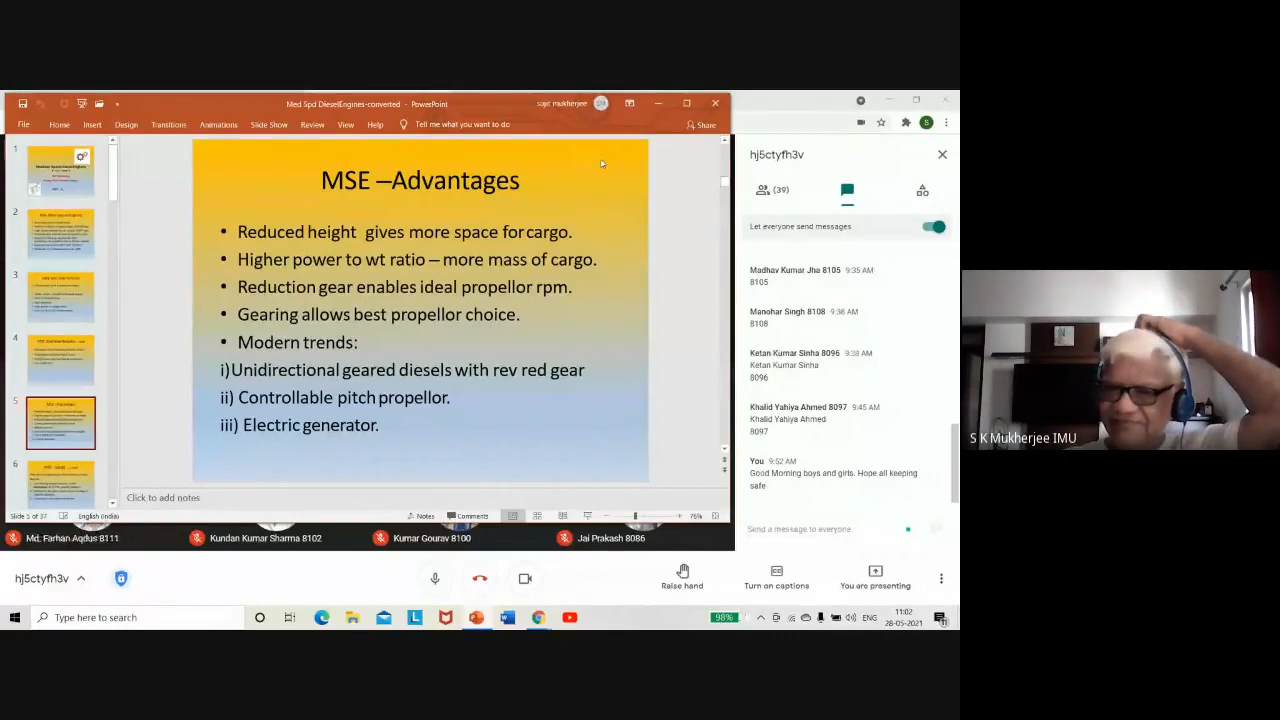 Med Spd DieselEngines-converted - PowerPoint
sujit mukherjee
File
Home
Insert
Design
Transitions
Animations
Slide Show
Review
View
Help
Tell me what you want to do
Share
1
2
3
4
5
6
MSE –Advantages
• Reduced height gives more space for cargo.
• Higher power to wt ratio – more mass of cargo.
• Reduction gear enables ideal propellor rpm.
• Gearing allows best propellor choice.
• Modern trends:
i)Unidirectional geared diesels with rev red gear
ii) Controllable pitch propellor.
iii) Electric generator.
Click to add notes
Slide 5 of 37
English (India)
Notes
Comments
76%
Md. Farhan Aqdus 8111
Kundan Kumar Sharma 8102
Kumar Gourav 8100
Jai Prakash 8086
hj5ctyfh3v
(39)
Let everyone send messages
Madhav Kumar Jha 8105 9:35 AM
8105
Manohar Singh 8108 9:38 AM
8108
Ketan Kumar Sinha 8096 9:38 AM
Ketan Kumar Sinha
8096
Khalid Yahiya Ahmed 8097 9:45 AM
Khalid Yahiya Ahmed
8097
You 9:52 AM
Good Morning boys and girls. Hope all keeping
safe
Send a message to everyone
S K Mukherjee IMU
hj5ctyfh3v
Raise hand
Turn on captions
You are presenting
Type here to search
98%
ENG
11:02
28-05-2021